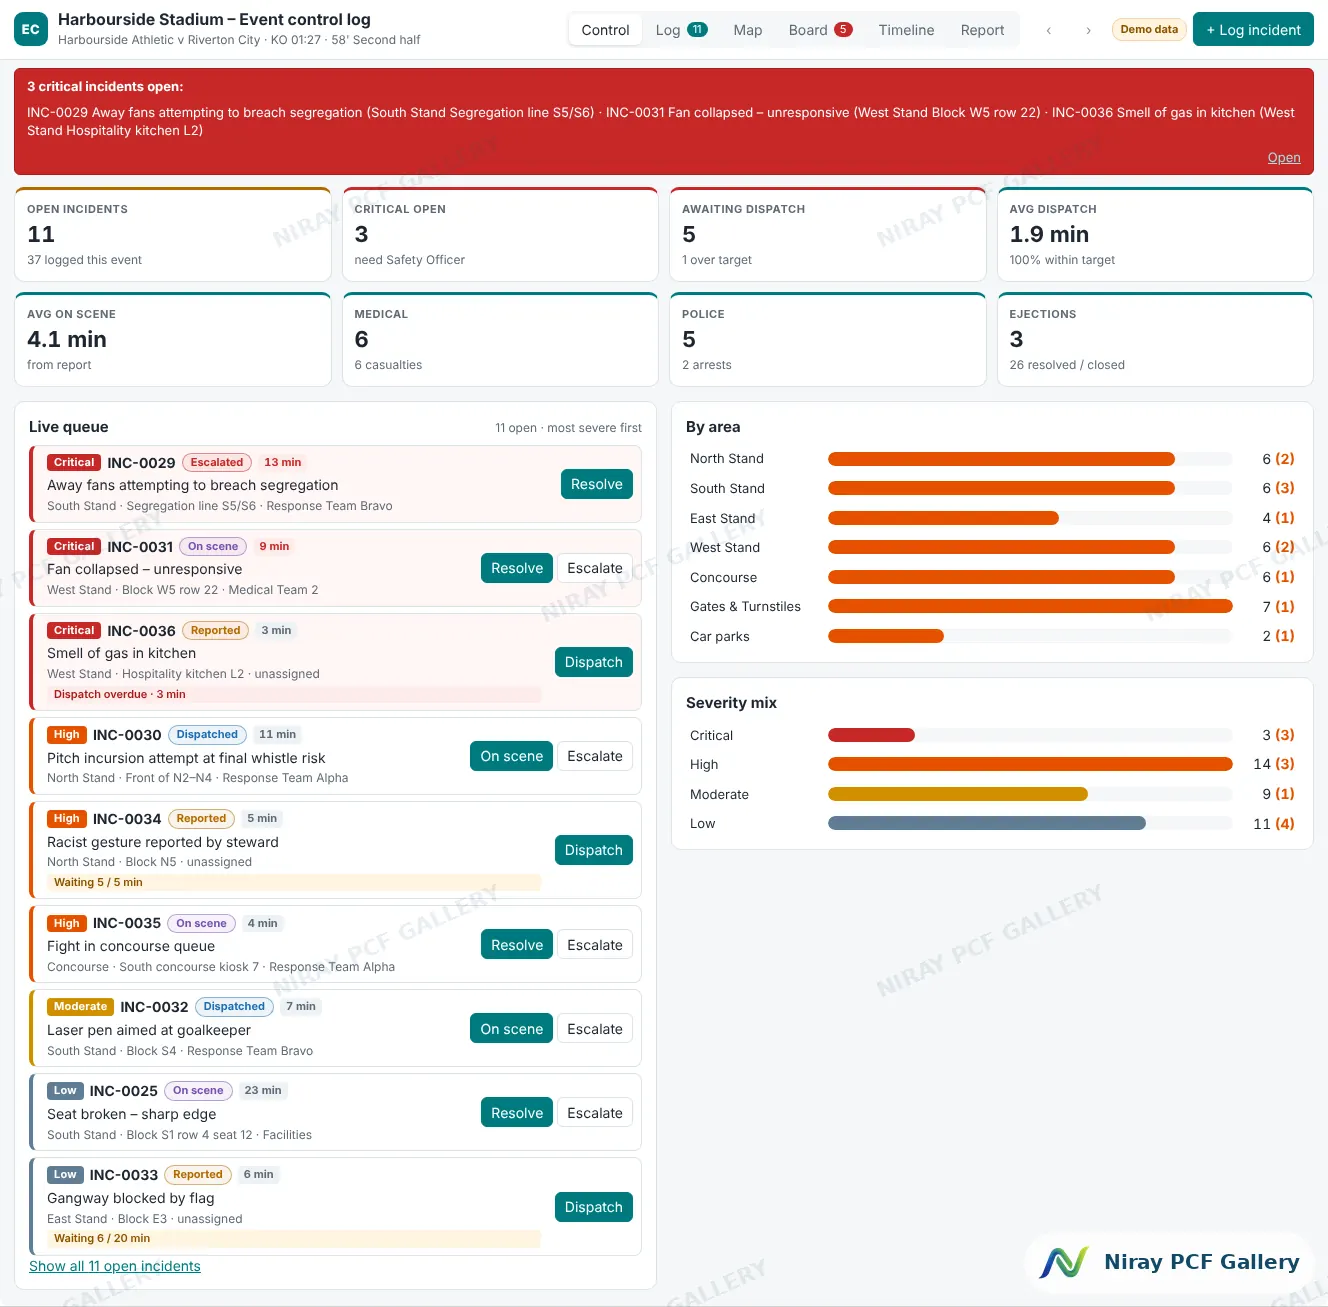 EC
Harbourside Stadium – Event control log
Harbourside Athletic v Riverton City · KO 01:27 · 58' Second half
Control
Log 11
Map
Board 5
Timeline
Report
‹
›
Demo data
+ Log incident
3 critical incidents open:
INC-0029 Away fans attempting to breach segregation (South Stand Segregation line S5/S6) · INC-0031 Fan collapsed – unresponsive (West Stand Block W5 row 22) · INC-0036 Smell of gas in kitchen (West
Stand Hospitality kitchen L2)
Open
OPEN INCIDENTS
11
37 logged this event
CRITICAL OPEN
3
need Safety Officer
AWAITING DISPATCH
5
1 over target
AVG DISPATCH
1.9 min
100% within target
AVG ON SCENE
4.1 min
from report
MEDICAL
6
6 casualties
POLICE
5
2 arrests
EJECTIONS
3
26 resolved / closed
Live queue
11 open · most severe first
Critical INC-0029 Escalated 13 min
Away fans attempting to breach segregation
South Stand · Segregation line S5/S6 · Response Team Bravo
Resolve
Critical INC-0031 On scene 9 min
Fan collapsed – unresponsive
West Stand · Block W5 row 22 · Medical Team 2
Resolve Escalate
Critical INC-0036 Reported 3 min
Smell of gas in kitchen
West Stand · Hospitality kitchen L2 · unassigned
Dispatch overdue · 3 min
Dispatch
High INC-0030 Dispatched 11 min
Pitch incursion attempt at final whistle risk
North Stand · Front of N2–N4 · Response Team Alpha
On scene Escalate
High INC-0034 Reported 5 min
Racist gesture reported by steward
North Stand · Block N5 · unassigned
Waiting 5 / 5 min
Dispatch
High INC-0035 On scene 4 min
Fight in concourse queue
Concourse · South concourse kiosk 7 · Response Team Alpha
Resolve Escalate
Moderate INC-0032 Dispatched 7 min
Laser pen aimed at goalkeeper
South Stand · Block S4 · Response Team Bravo
On scene Escalate
Low INC-0025 On scene 23 min
Seat broken – sharp edge
South Stand · Block S1 row 4 seat 12 · Facilities
Resolve Escalate
Low INC-0033 Reported 6 min
Gangway blocked by flag
East Stand · Block E3 · unassigned
Waiting 6 / 20 min
Dispatch
Show all 11 open incidents
By area
North Stand 6 (2)
South Stand 6 (3)
East Stand 4 (1)
West Stand 6 (2)
Concourse 6 (1)
Gates & Turnstiles 7 (1)
Car parks 2 (1)
Severity mix
Critical 3 (3)
High 14 (3)
Moderate 9 (1)
Low 11 (4)
NIRAY PCF GALLERY
NIRAY PCF GALLERY
NIRAY PCF GALLERY
NIRAY PCF GALLERY
NIRAY PCF GALLERY
NIRAY PCF GALLERY
Niray PCF Gallery